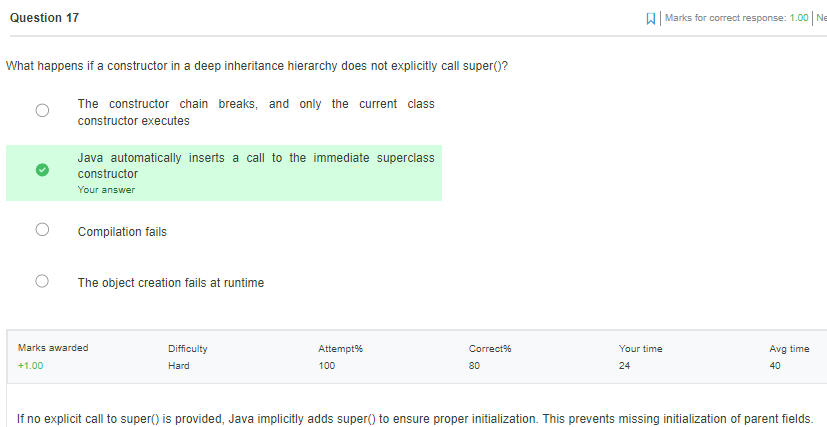 Question 17
Marks for correct response: 1.00
What happens if a constructor in a deep inheritance hierarchy does not explicitly call super()?
The constructor chain breaks, and only the current class
constructor executes
Java automatically inserts a call to the immediate superclass
constructor
Your answer
Compilation fails
The object creation fails at runtime
Marks awarded Difficulty Attempt% Correct% Your time Avg time
+1.00 Hard 100 80 24 40
If no explicit call to super() is provided, Java implicitly adds super() to ensure proper initialization. This prevents missing initialization of parent fields.